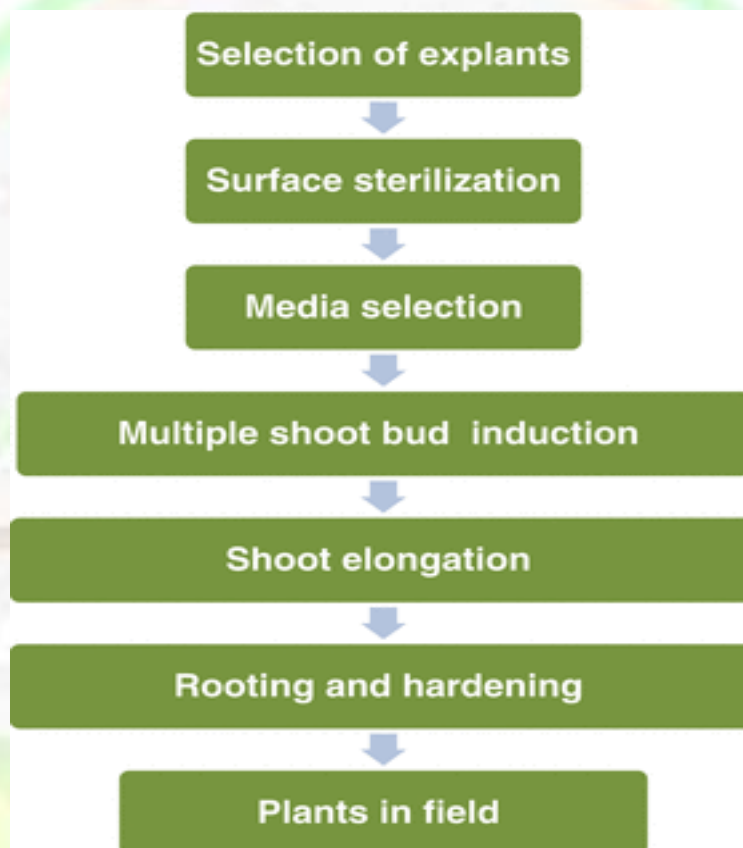 Selection of explants
Surface sterilization
Media selection
Multiple shoot bud induction
Shoot elongation
Rooting and hardening
Plants in field